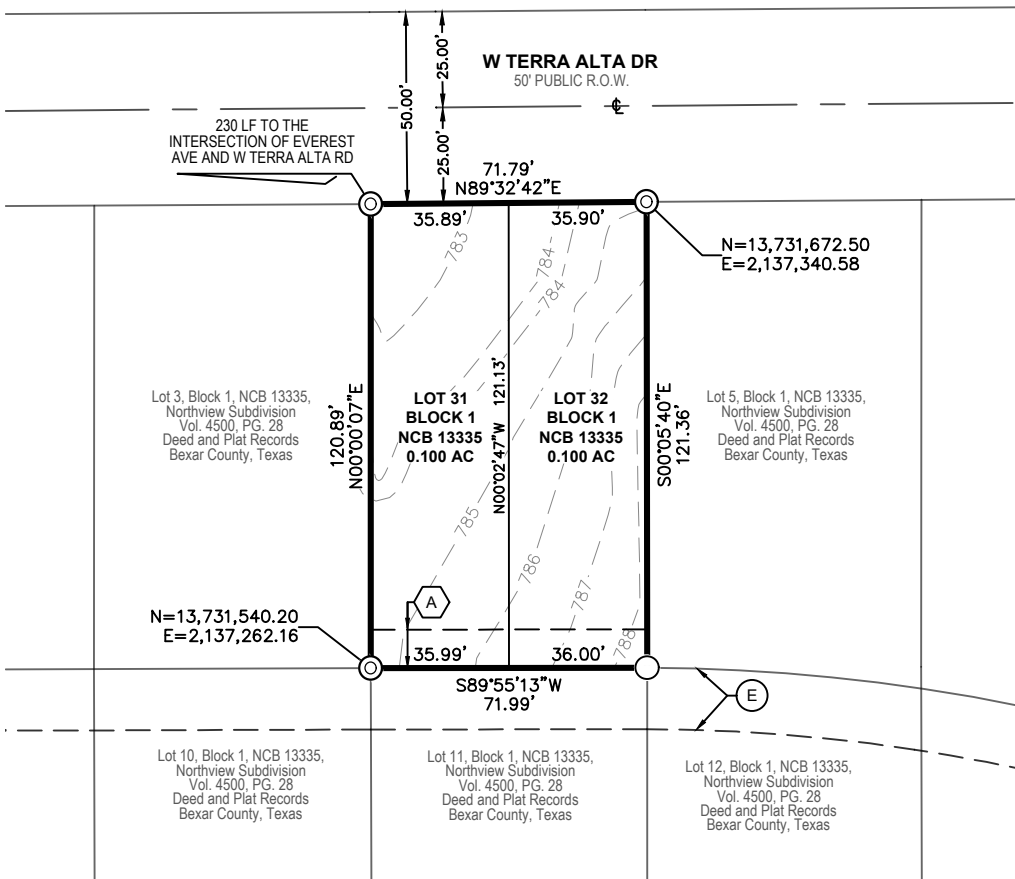 W TERRA ALTA DR
50' PUBLIC R.O.W.
25.00'
50.00'
25.00'
℄
230 LF TO THE
INTERSECTION OF EVEREST
AVE AND W TERRA ALTA RD
71.79'
N89°32'42"E
35.89'
35.90'
N=13,731,672.50
E=2,137,340.58
783
784
784
Lot 3, Block 1, NCB 13335,
Northview Subdivision
Vol. 4500, PG. 28
Deed and Plat Records
Bexar County, Texas
120.89'
N00°00'07"E
LOT 31
BLOCK 1
NCB 13335
0.100 AC
N00°02'47"W 121.13'
LOT 32
BLOCK 1
NCB 13335
0.100 AC
S00°05'40"E
121.36'
Lot 5, Block 1, NCB 13335,
Northview Subdivision
Vol. 4500, PG. 28
Deed and Plat Records
Bexar County, Texas
785
786
787
788
A
N=13,731,540.20
E=2,137,262.16
35.99'
36.00'
S89°55'13"W
71.99'
E
Lot 10, Block 1, NCB 13335,
Northview Subdivision
Vol. 4500, PG. 28
Deed and Plat Records
Bexar County, Texas
Lot 11, Block 1, NCB 13335,
Northview Subdivision
Vol. 4500, PG. 28
Deed and Plat Records
Bexar County, Texas
Lot 12, Block 1, NCB 13335,
Northview Subdivision
Vol. 4500, PG. 28
Deed and Plat Records
Bexar County, Texas